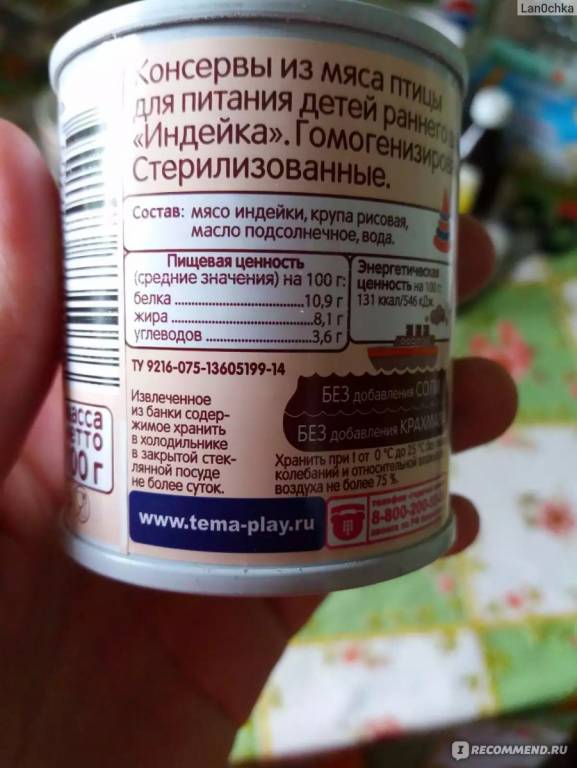 Lan0chka
Консервы из мяса птицы
для питания детей раннего
«Индейка». Гомогенизиров
Стерилизованные.
Состав: мясо индейки, крупа рисовая,
масло подсолнечное, вода.
Пищевая ценность
(средние значения) на 100 г:
белка 10,9 г
жира 8,1 г
углеводов 3,6 г
Энергетическая
ценность на 100 г:
131 ккал/546 кДж
ТУ 9216-075-13605199-14
БЕЗ добавления СОЛИ
БЕЗ добавления КРАХМАЛА
Извлеченное
из банки содер-
жимое хранить
в холодильнике
в закрытой стек-
лянной посуде
не более суток.
Хранить при t от 0 °C до 25 °C
колебаний и относительной
воздуха не более 75 %.
www.tema-play.ru
8-800-200-
I RECOMMEND.RU